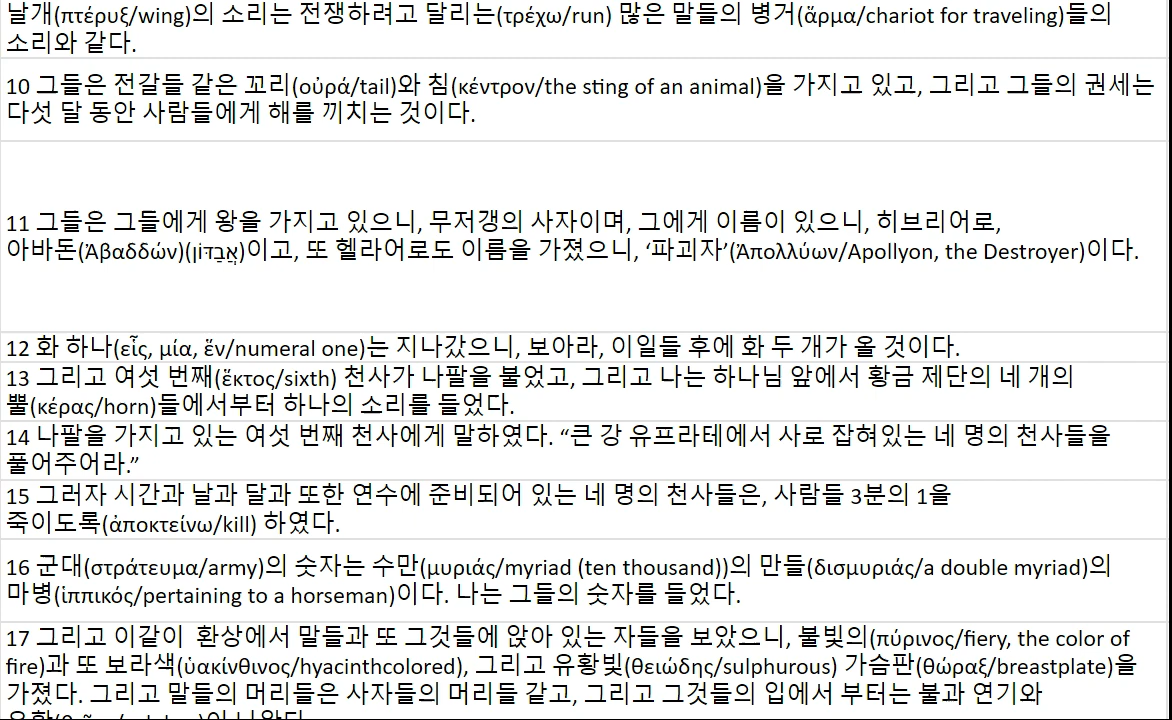 날개(πτέρυξ/wing)의 소리는 전쟁하려고 달리는(τρέχω/run) 많은 말들의 병거(ἅρμα/chariot for traveling)들의
소리와 같다.
10 그들은 전갈들 같은 꼬리(οὐρά/tail)와 침(κέντρον/the sting of an animal)을 가지고 있고, 그리고 그들의 권세는
다섯 달 동안 사람들에게 해를 끼치는 것이다.
11 그들은 그들에게 왕을 가지고 있으니, 무저갱의 사자이며, 그에게 이름이 있으니, 히브리어로,
아바돈(Ἀβαδδών)(אֲבַדּוֹן)이고, 또 헬라어로도 이름을 가졌으니, ‘파괴자’(Ἀπολλύων/Apollyon, the Destroyer)이다.
12 화 하나(εἷς, μία, ἕν/numeral one)는 지나갔으니, 보아라, 이일들 후에 화 두 개가 올 것이다.
13 그리고 여섯 번째(ἕκτος/sixth) 천사가 나팔을 불었고, 그리고 나는 하나님 앞에서 황금 제단의 네 개의
뿔(κέρας/horn)들에서부터 하나의 소리를 들었다.
14 나팔을 가지고 있는 여섯 번째 천사에게 말하였다. “큰 강 유프라테에서 사로 잡혀있는 네 명의 천사들을
풀어주어라.”
15 그러자 시간과 날과 달과 또한 연수에 준비되어 있는 네 명의 천사들은, 사람들 3분의 1을
죽이도록(ἀποκτείνω/kill) 하였다.
16 군대(στράτευμα/army)의 숫자는 수만(μυριάς/myriad (ten thousand))의 만들(δισμυριάς/a double myriad)의
마병(ἱππικός/pertaining to a horseman)이다. 나는 그들의 숫자를 들었다.
17 그리고 이같이 환상에서 말들과 또 그것들에 앉아 있는 자들을 보았으니, 불빛의(πύρινος/fiery, the color of
fire)과 또 보라색(ὑακίνθινος/hyacinthcolored), 그리고 유황빛(θειώδης/sulphurous) 가슴판(θώραξ/breastplate)을
가졌다. 그리고 말들의 머리들은 사자들의 머리들 같고, 그리고 그것들의 입에서 부터는 불과 연기와